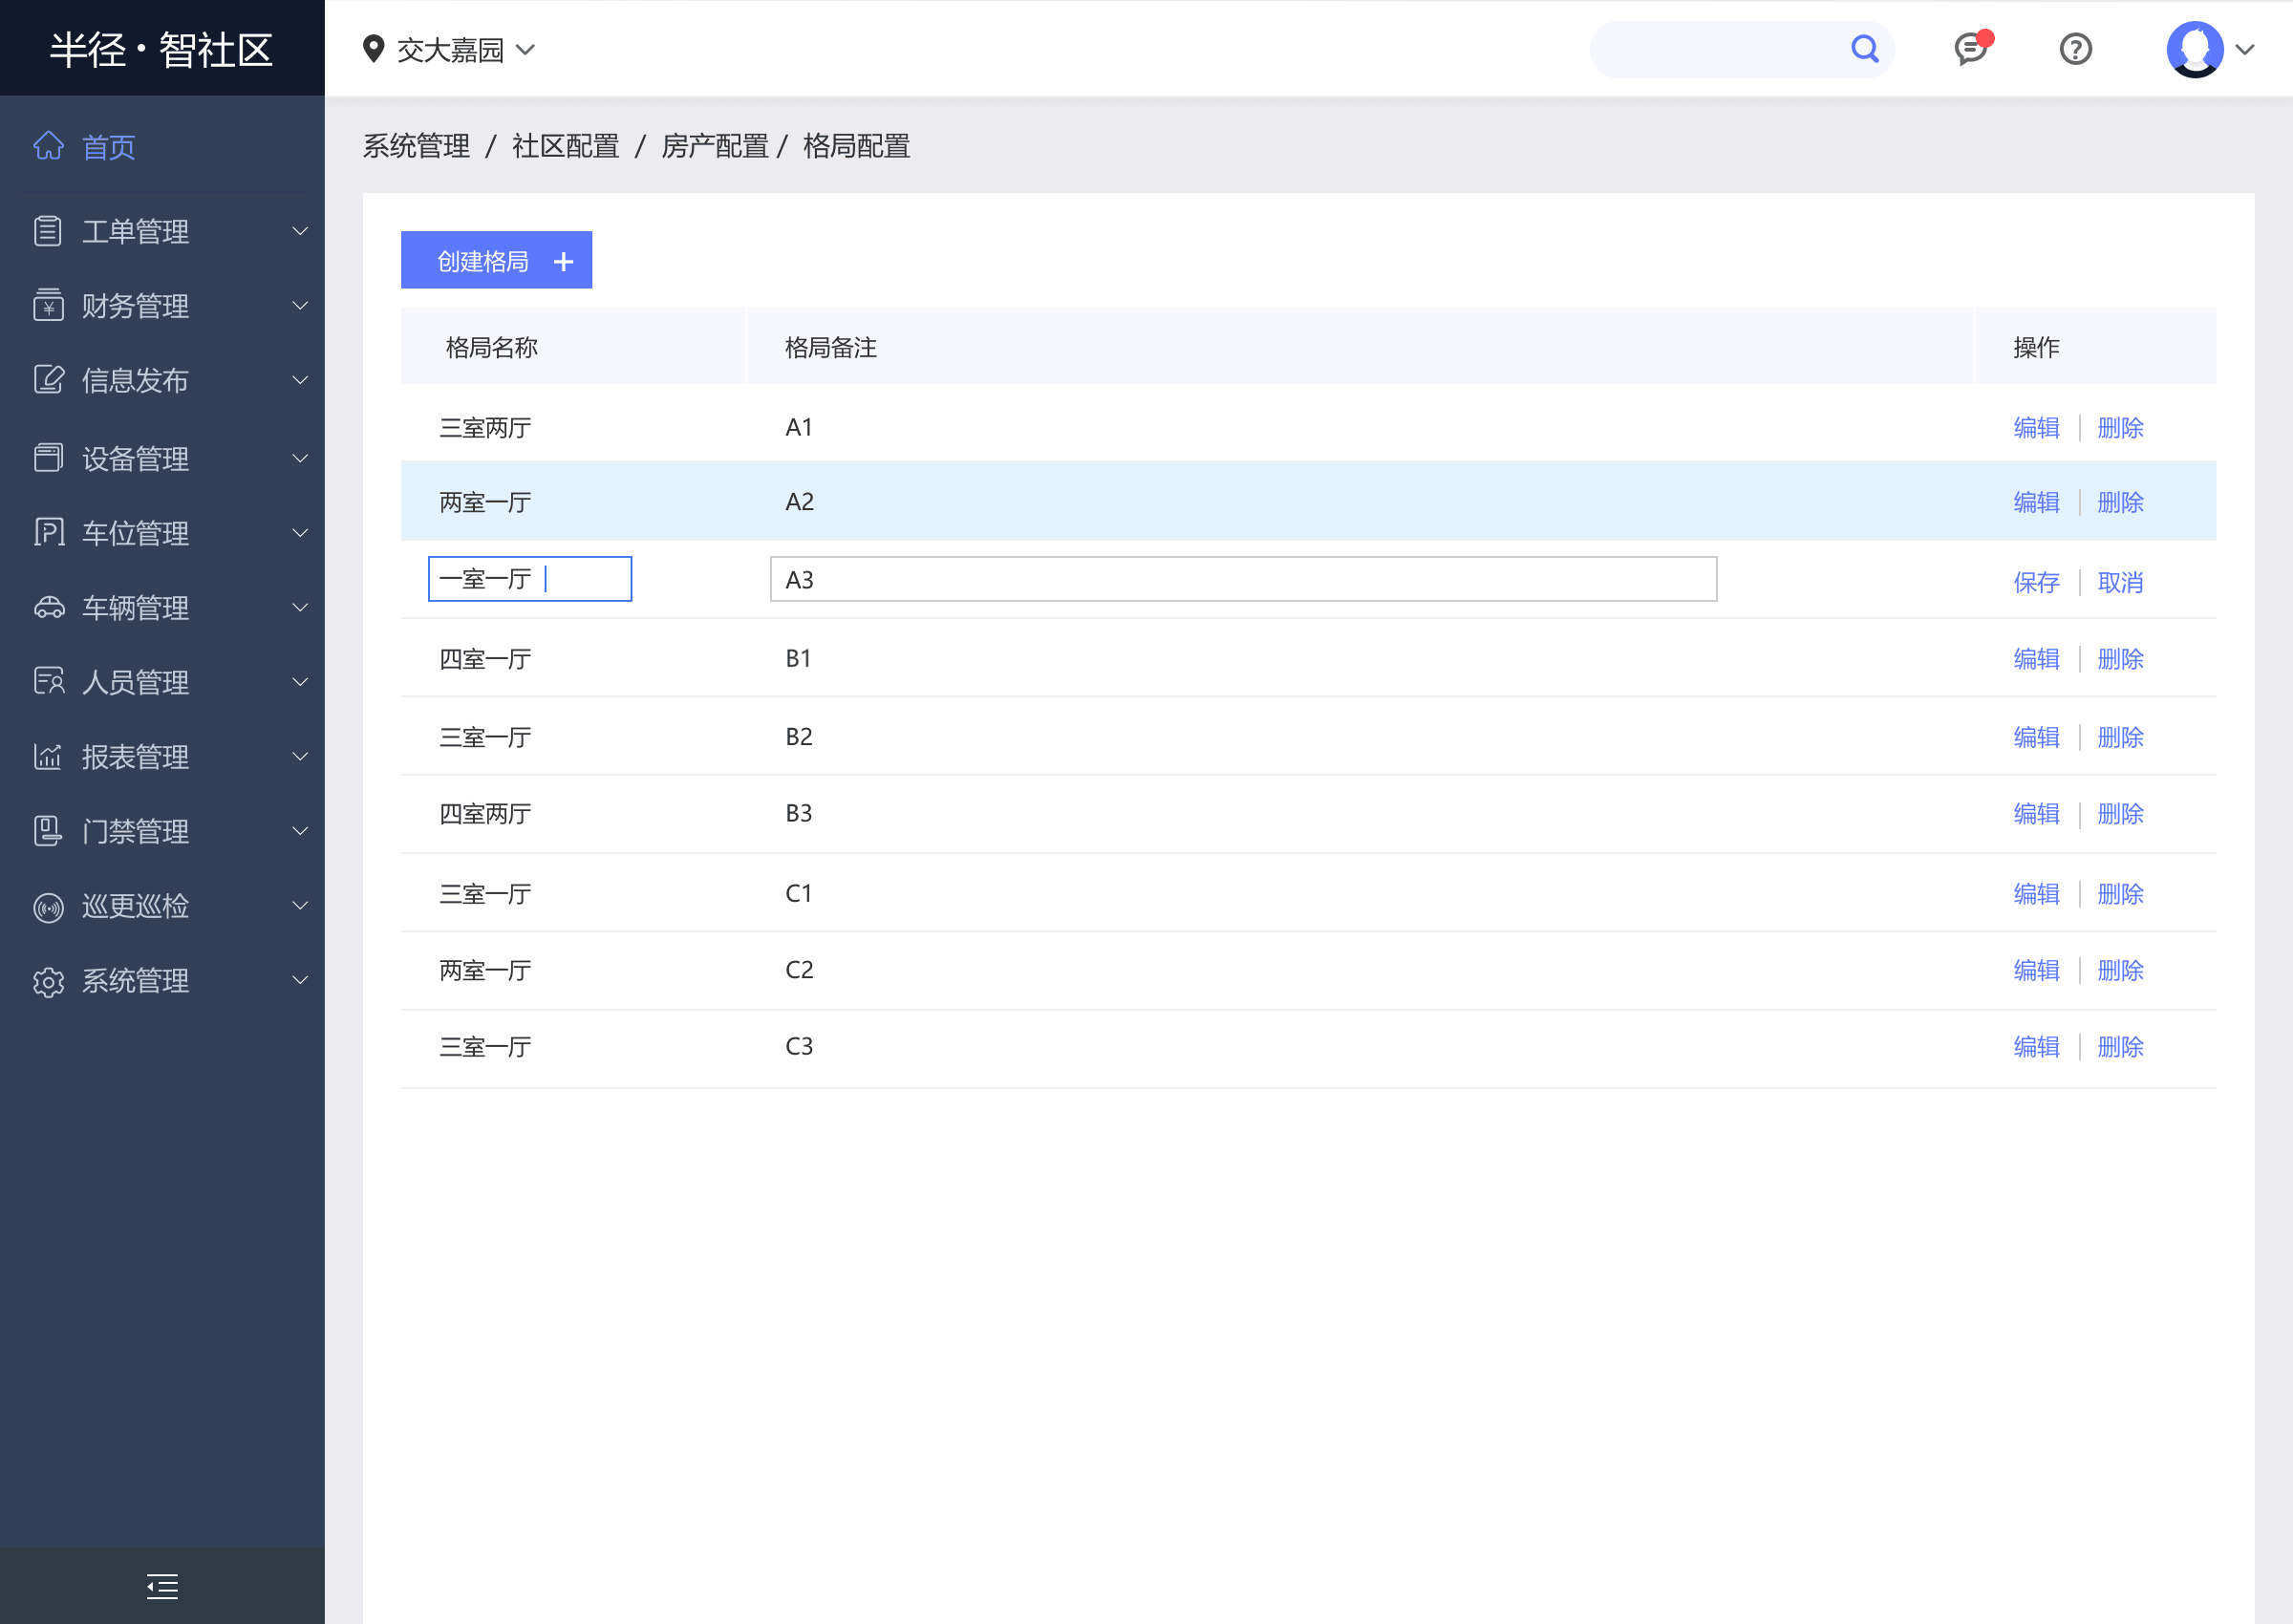 半径·智社区
交大嘉园
首页
工单管理
财务管理
信息发布
设备管理
车位管理
车辆管理
人员管理
报表管理
门禁管理
巡更巡检
系统管理
系统管理 / 社区配置 / 房产配置 / 格局配置
创建格局 +
格局名称 格局备注 操作
三室两厅 A1 编辑 删除
两室一厅 A2 编辑 删除
一室一厅 A3 保存 取消
四室一厅 B1 编辑 删除
三室一厅 B2 编辑 删除
四室两厅 B3 编辑 删除
三室一厅 C1 编辑 删除
两室一厅 C2 编辑 删除
三室一厅 C3 编辑 删除